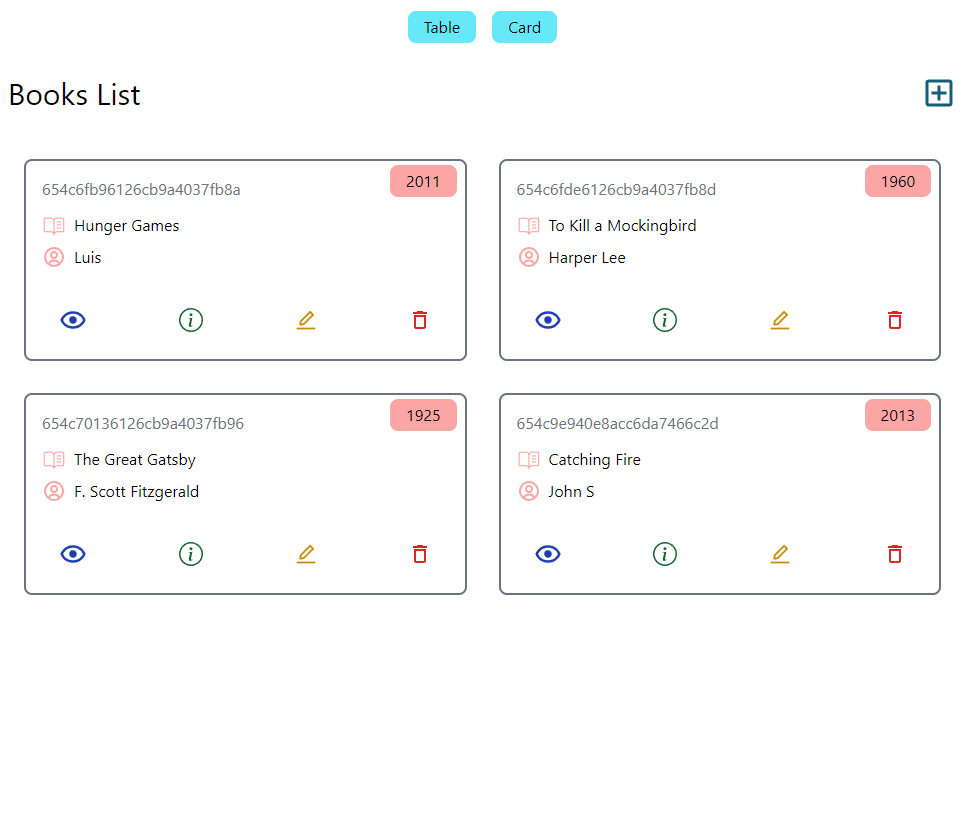 Table Card
Books List
654c6fb96126cb9a4037fb8a 2011
Hunger Games
Luis
654c6fde6126cb9a4037fb8d 1960
To Kill a Mockingbird
Harper Lee
654c70136126cb9a4037fb96 1925
The Great Gatsby
F. Scott Fitzgerald
654c9e940e8acc6da7466c2d 2013
Catching Fire
John S